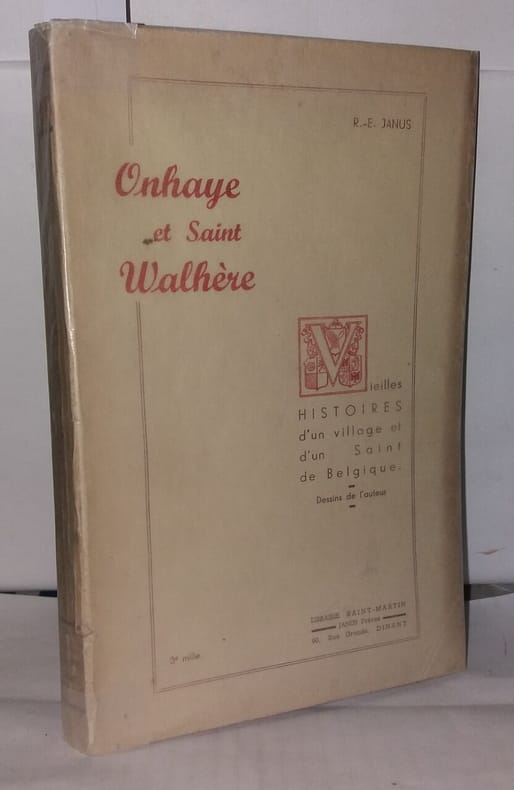 R.-E. JANUS
Onhaye
et Saint
Walhère
Vieilles
HISTOIRES
d'un village et
d'un Saint
de Belgique.
Dessins de l'auteur
LIBRAIRIE SAINT-MARTIN
JANUS Frères
60, Rue Grande, DINANT
3e mille.